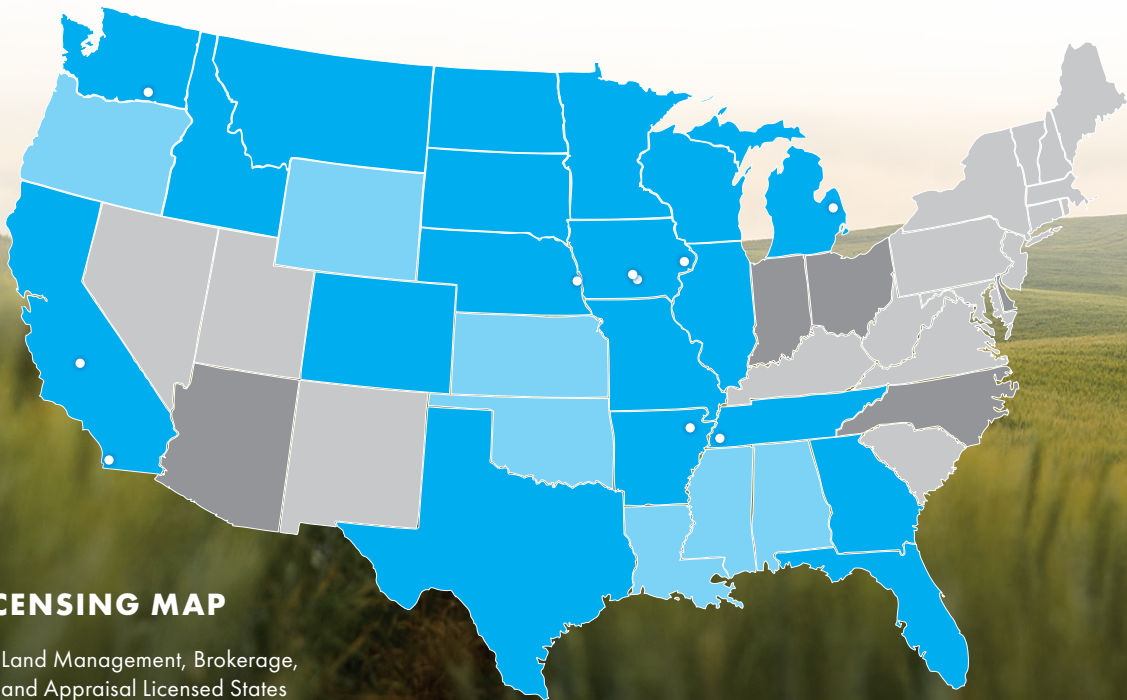 CENSING MAP
Land Management, Brokerage,
and Appraisal Licensed States